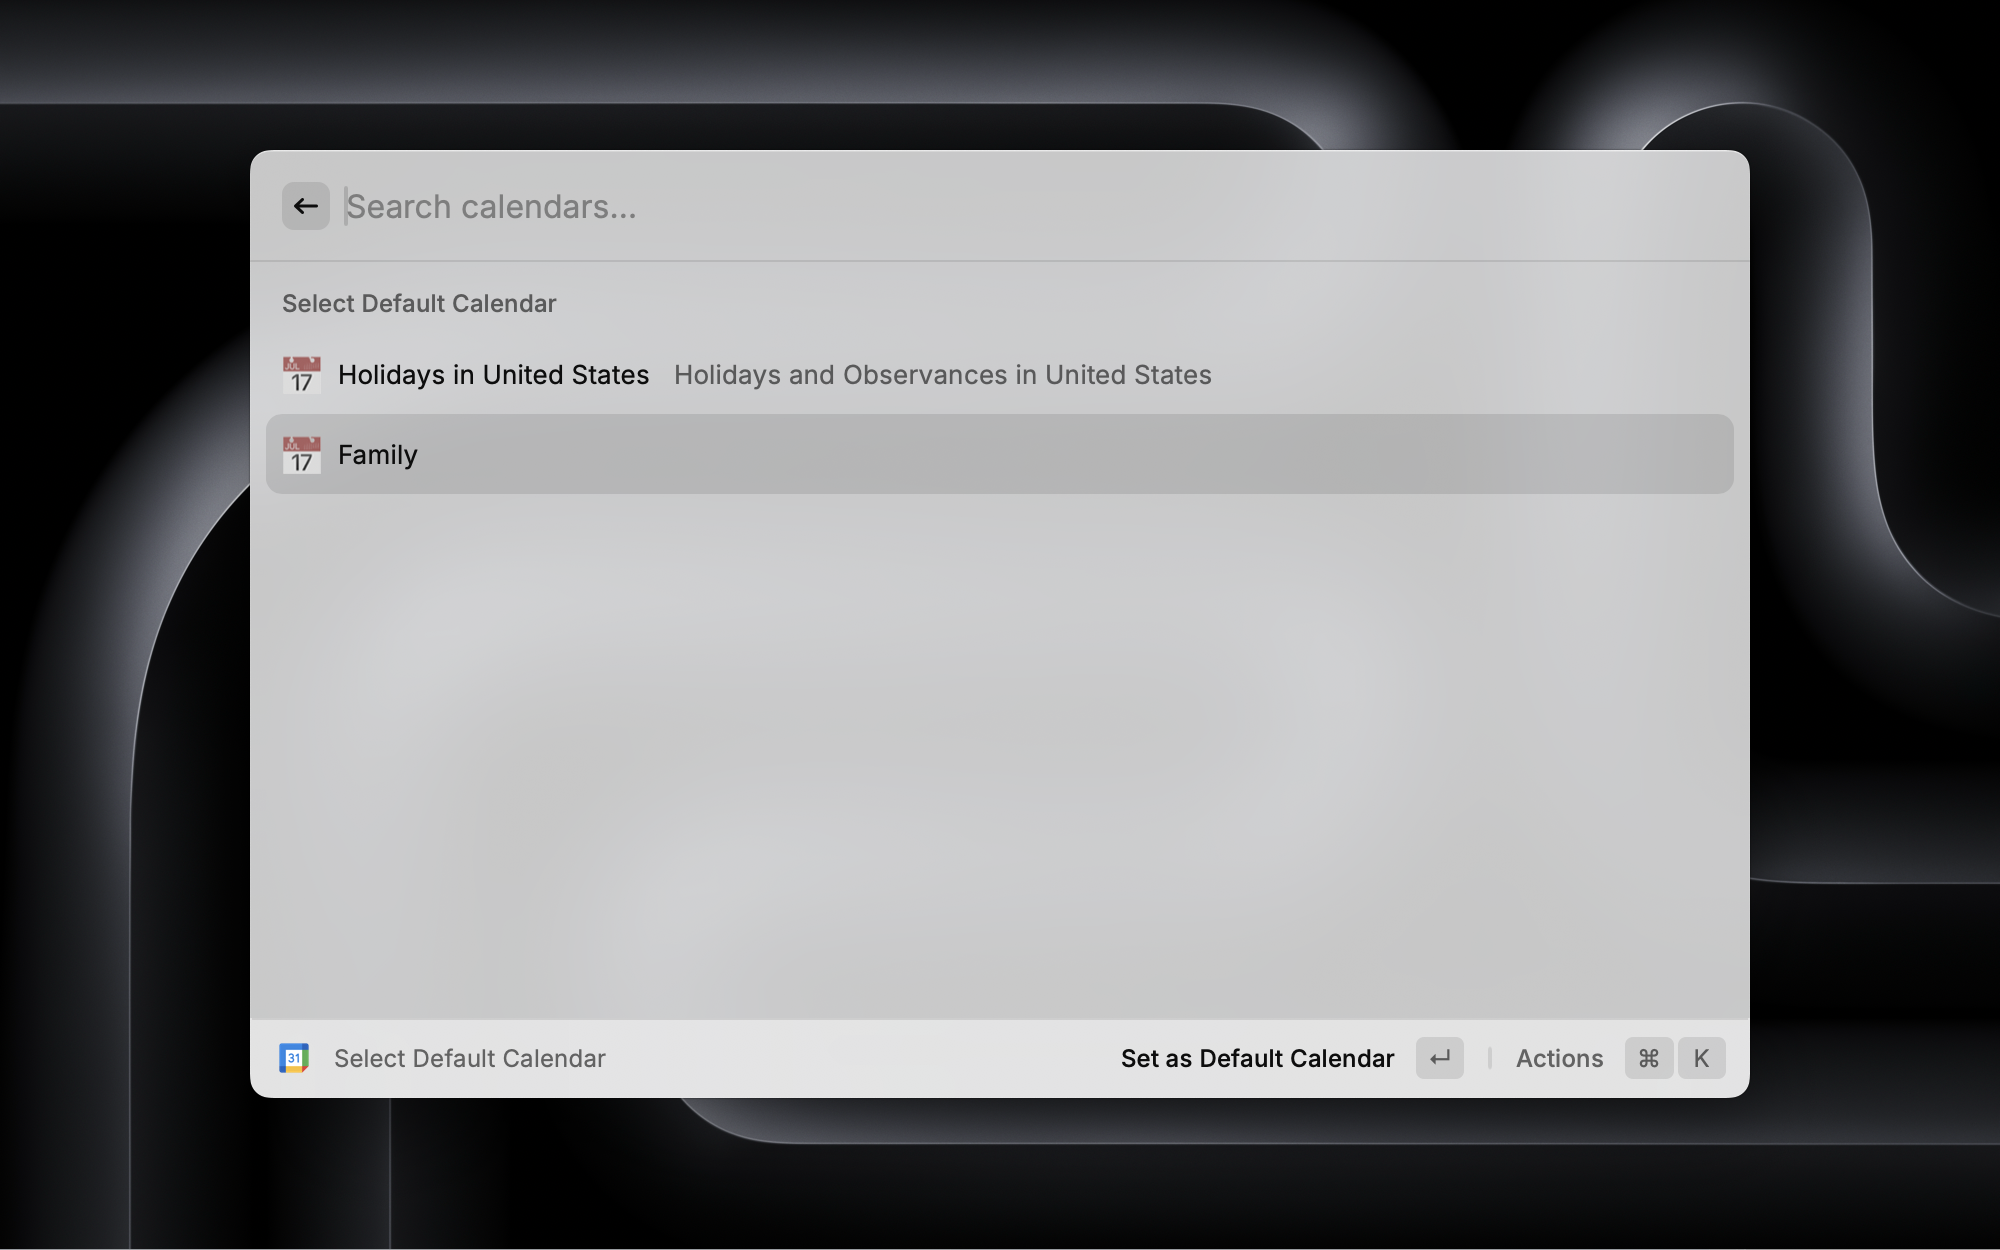 Search calendars...
Select Default Calendar
JUL
17
Holidays in United States Holidays and Observances in United States
JUL
17
Family
31
Select Default Calendar
Set as Default Calendar ↵ Actions ⌘ K